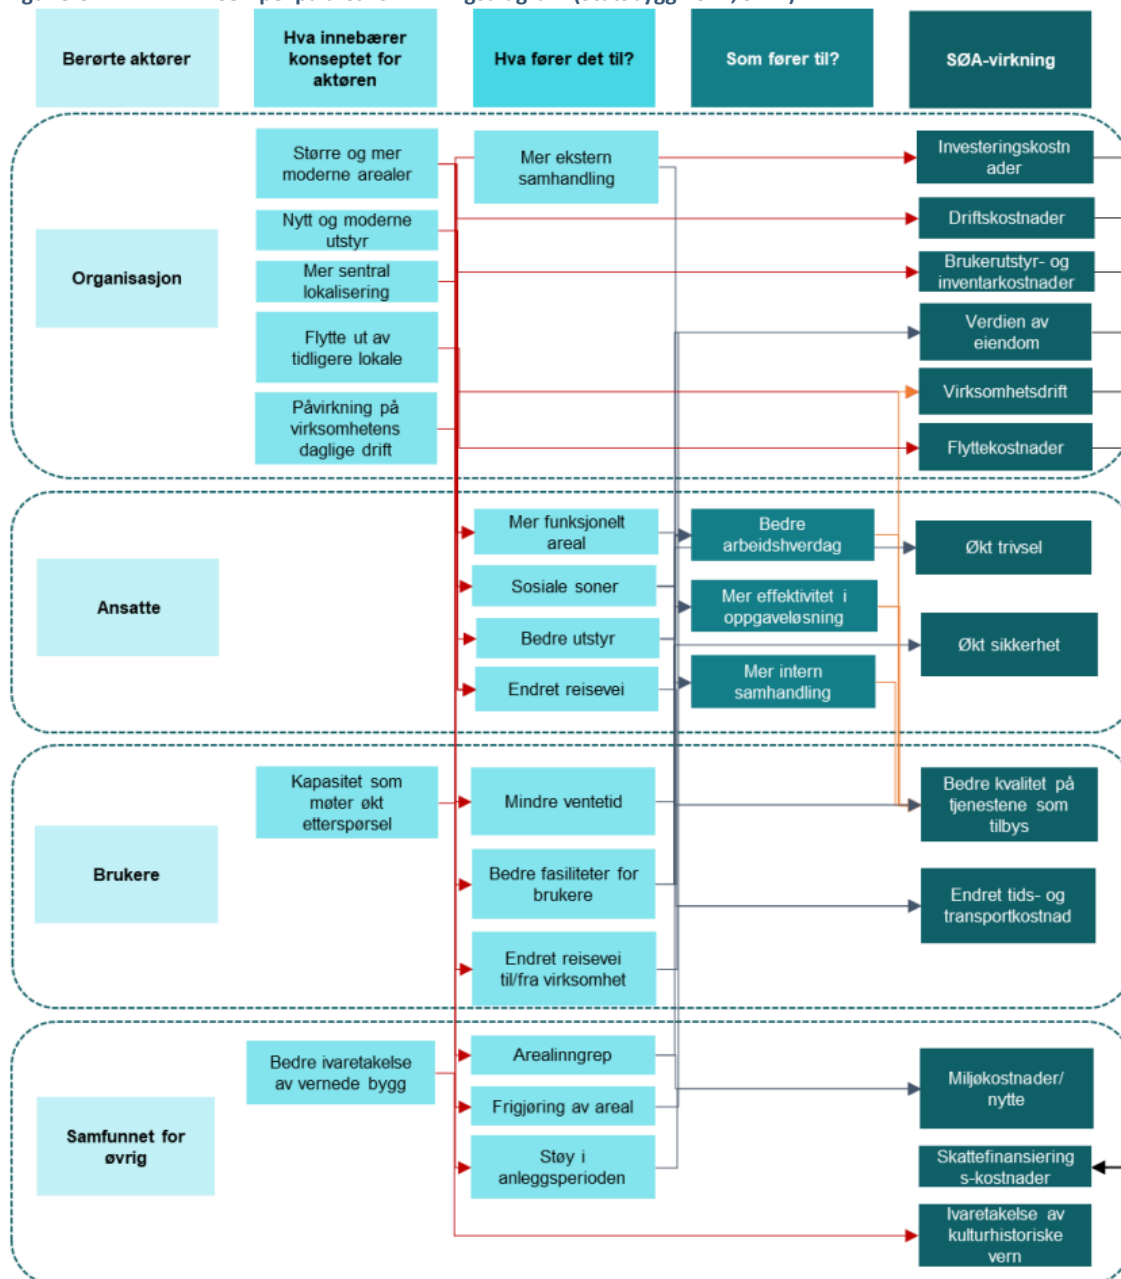 Berørte aktører
Hva innebærer
konseptet for
aktøren
Hva fører det til?
Som fører til?
SØA-virkning
Organisasjon
Større og mer
moderne arealer
Nytt og moderne
utstyr
Mer sentral
lokalisering
Flytte ut av
tidligere lokale
Påvirkning på
virksomhetens
daglige drift
Mer ekstern
samhandling
Investeringskostn
ader
Driftskostnader
Brukerutstyr- og
inventarkostnader
Verdien av
eiendom
Virksomhetsdrift
Flyttekostnader
Ansatte
Mer funksjonelt
areal
Sosiale soner
Bedre utstyr
Endret reisevei
Bedre
arbeidshverdag
Mer effektivitet i
oppgaveløsning
Mer intern
samhandling
Økt trivsel
Økt sikkerhet
Brukere
Kapasitet som
møter økt
etterspørsel
Mindre ventetid
Bedre fasiliteter for
brukere
Endret reisevei
til/fra virksomhet
Bedre kvalitet på
tjenestene som
tilbys
Endret tids- og
transportkostnad
Samfunnet for
øvrig
Bedre ivaretakelse
av vernede bygg
Arealinngrep
Frigjøring av areal
Støy i
anleggsperioden
Miljøkostnader/
nytte
Skattefinansiering
s-kostnader
Ivaretakelse av
kulturhistoriske
vern